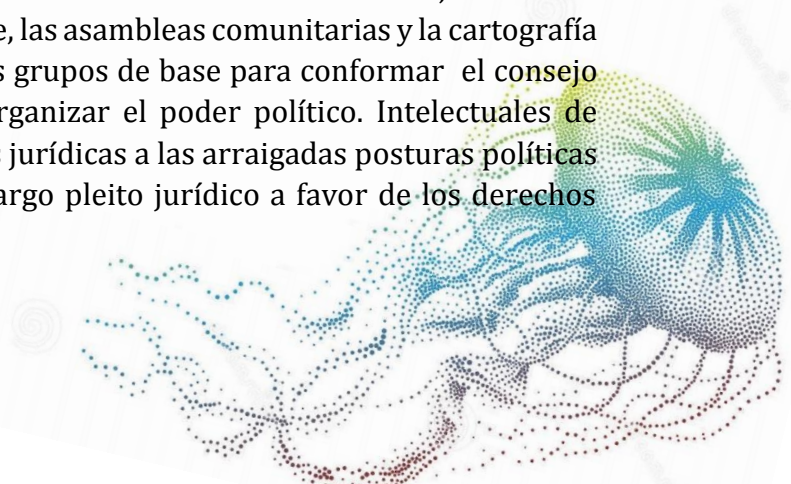 e, las asambleas comunitarias y la cartografía
s grupos de base para conformar el consejo
rganizar el poder político. Intelectuales de
s jurídicas a las arraigadas posturas políticas
argo pleito jurídico a favor de los derechos